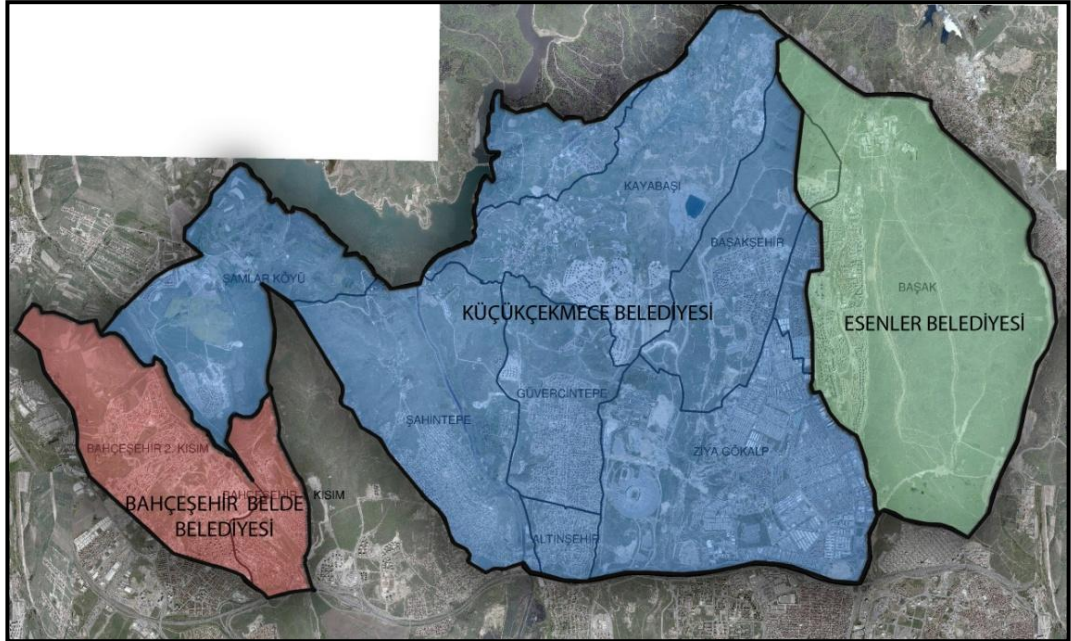 KAYABAŞI
BAŞAKŞEHİR
ŞAMLAR KÖYÜ
BAŞAK
KÜÇÜKÇEKMECE BELEDİYESİ
ESENLER BELEDİYESİ
GÜVERCİNTEPE
ŞAHİNTEPE
BAHÇEŞEHİR 2. KISIM
ZİYA GÖKALP
BAHÇEŞEHİR KISIM
BAHÇEŞEHİR BELDE
BELEDİYESİ
ALTINŞEHİR